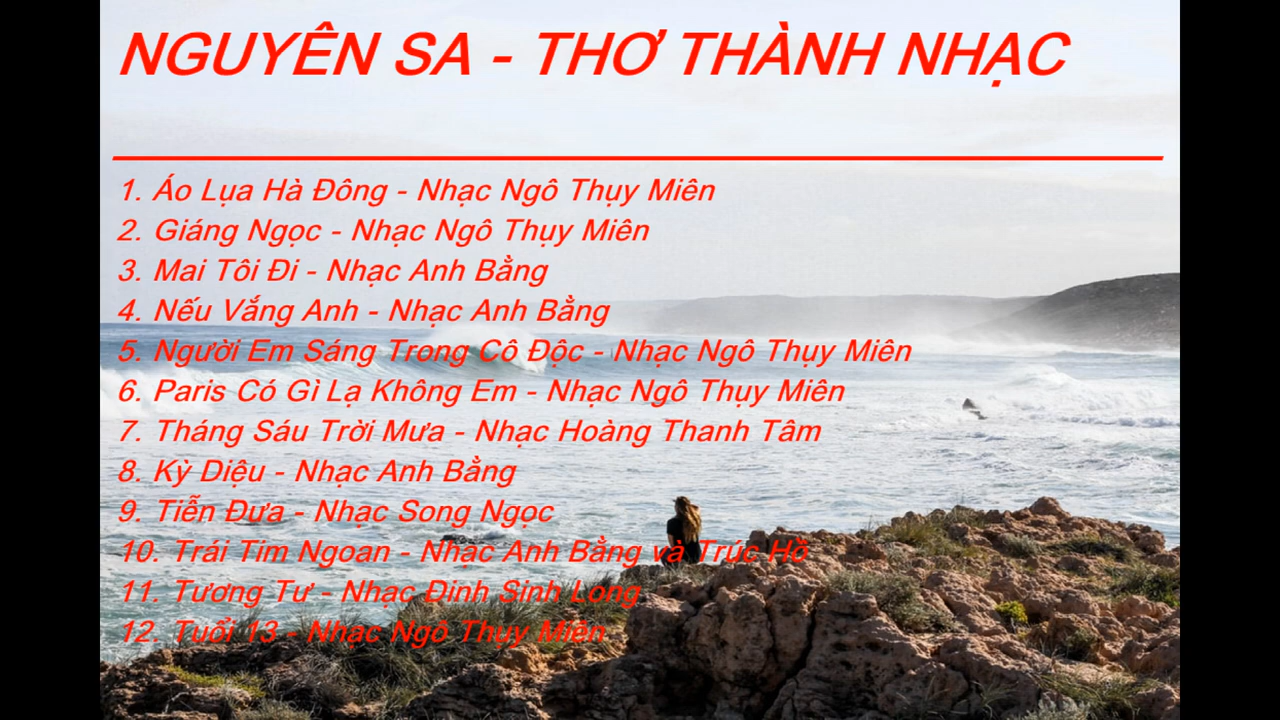 NGUYÊN SA - THƠ THÀNH NHẠC
1. Áo Lụa Hà Đông - Nhạc Ngô Thụy Miên
2. Giáng Ngọc - Nhạc Ngô Thụy Miên
3. Mai Tôi Đi - Nhạc Anh Bằng
4. Nếu Vắng Anh - Nhạc Anh Bằng
5. Người Em Sáng Trong Cô Độc - Nhạc Ngô Thụy Miên
6. Paris Có Gì Lạ Không Em - Nhạc Ngô Thụy Miên
7. Tháng Sáu Trời Mưa - Nhạc Hoàng Thanh Tâm
8. Kỳ Diệu - Nhạc Anh Bằng
9. Tiễn Đưa - Nhạc Song Ngọc
10. Trái Tim Ngoan - Nhạc Anh Bằng và Trúc Hồ
11. Tương Tư - Nhạc Đinh Sinh Long
12. Tuổi 13 - Nhạc Ngô Thụy Miên